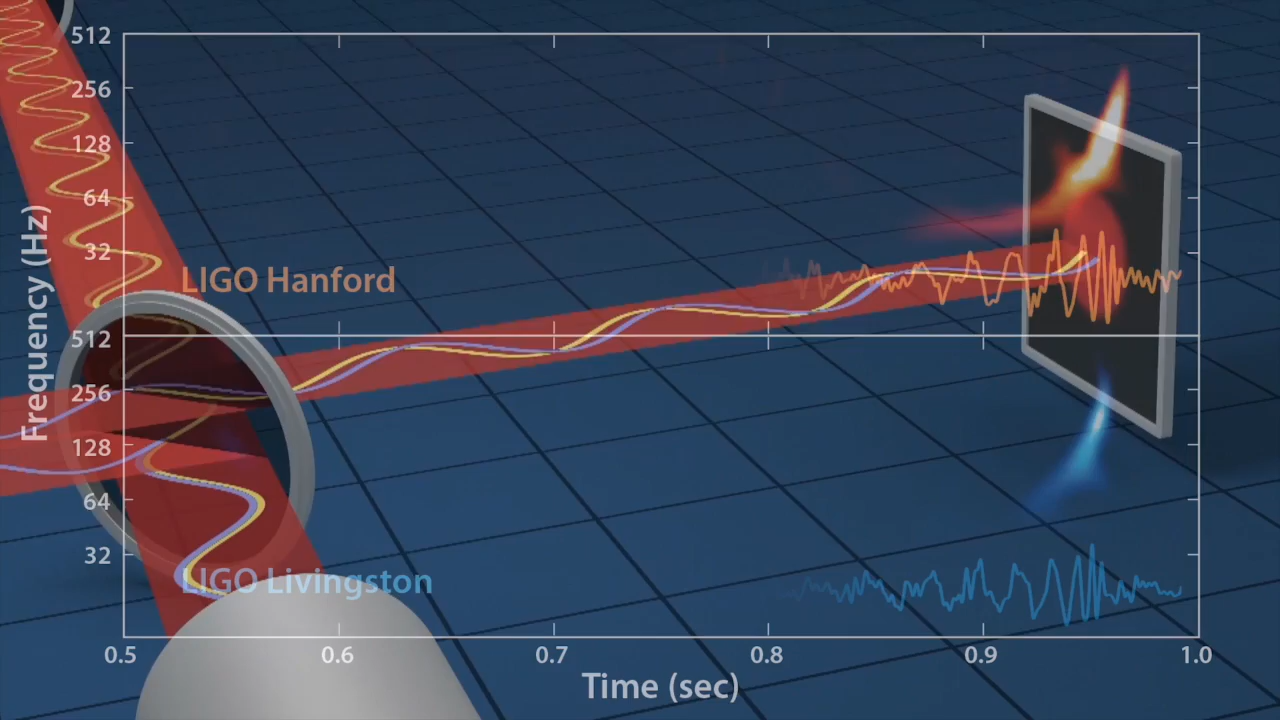 512
256
128
64
32
LIGO Hanford
512
256
128
64
32
LIGO Livingston
Frequency (Hz)
0.5 0.6 0.7 0.8 0.9 1.0
Time (sec)